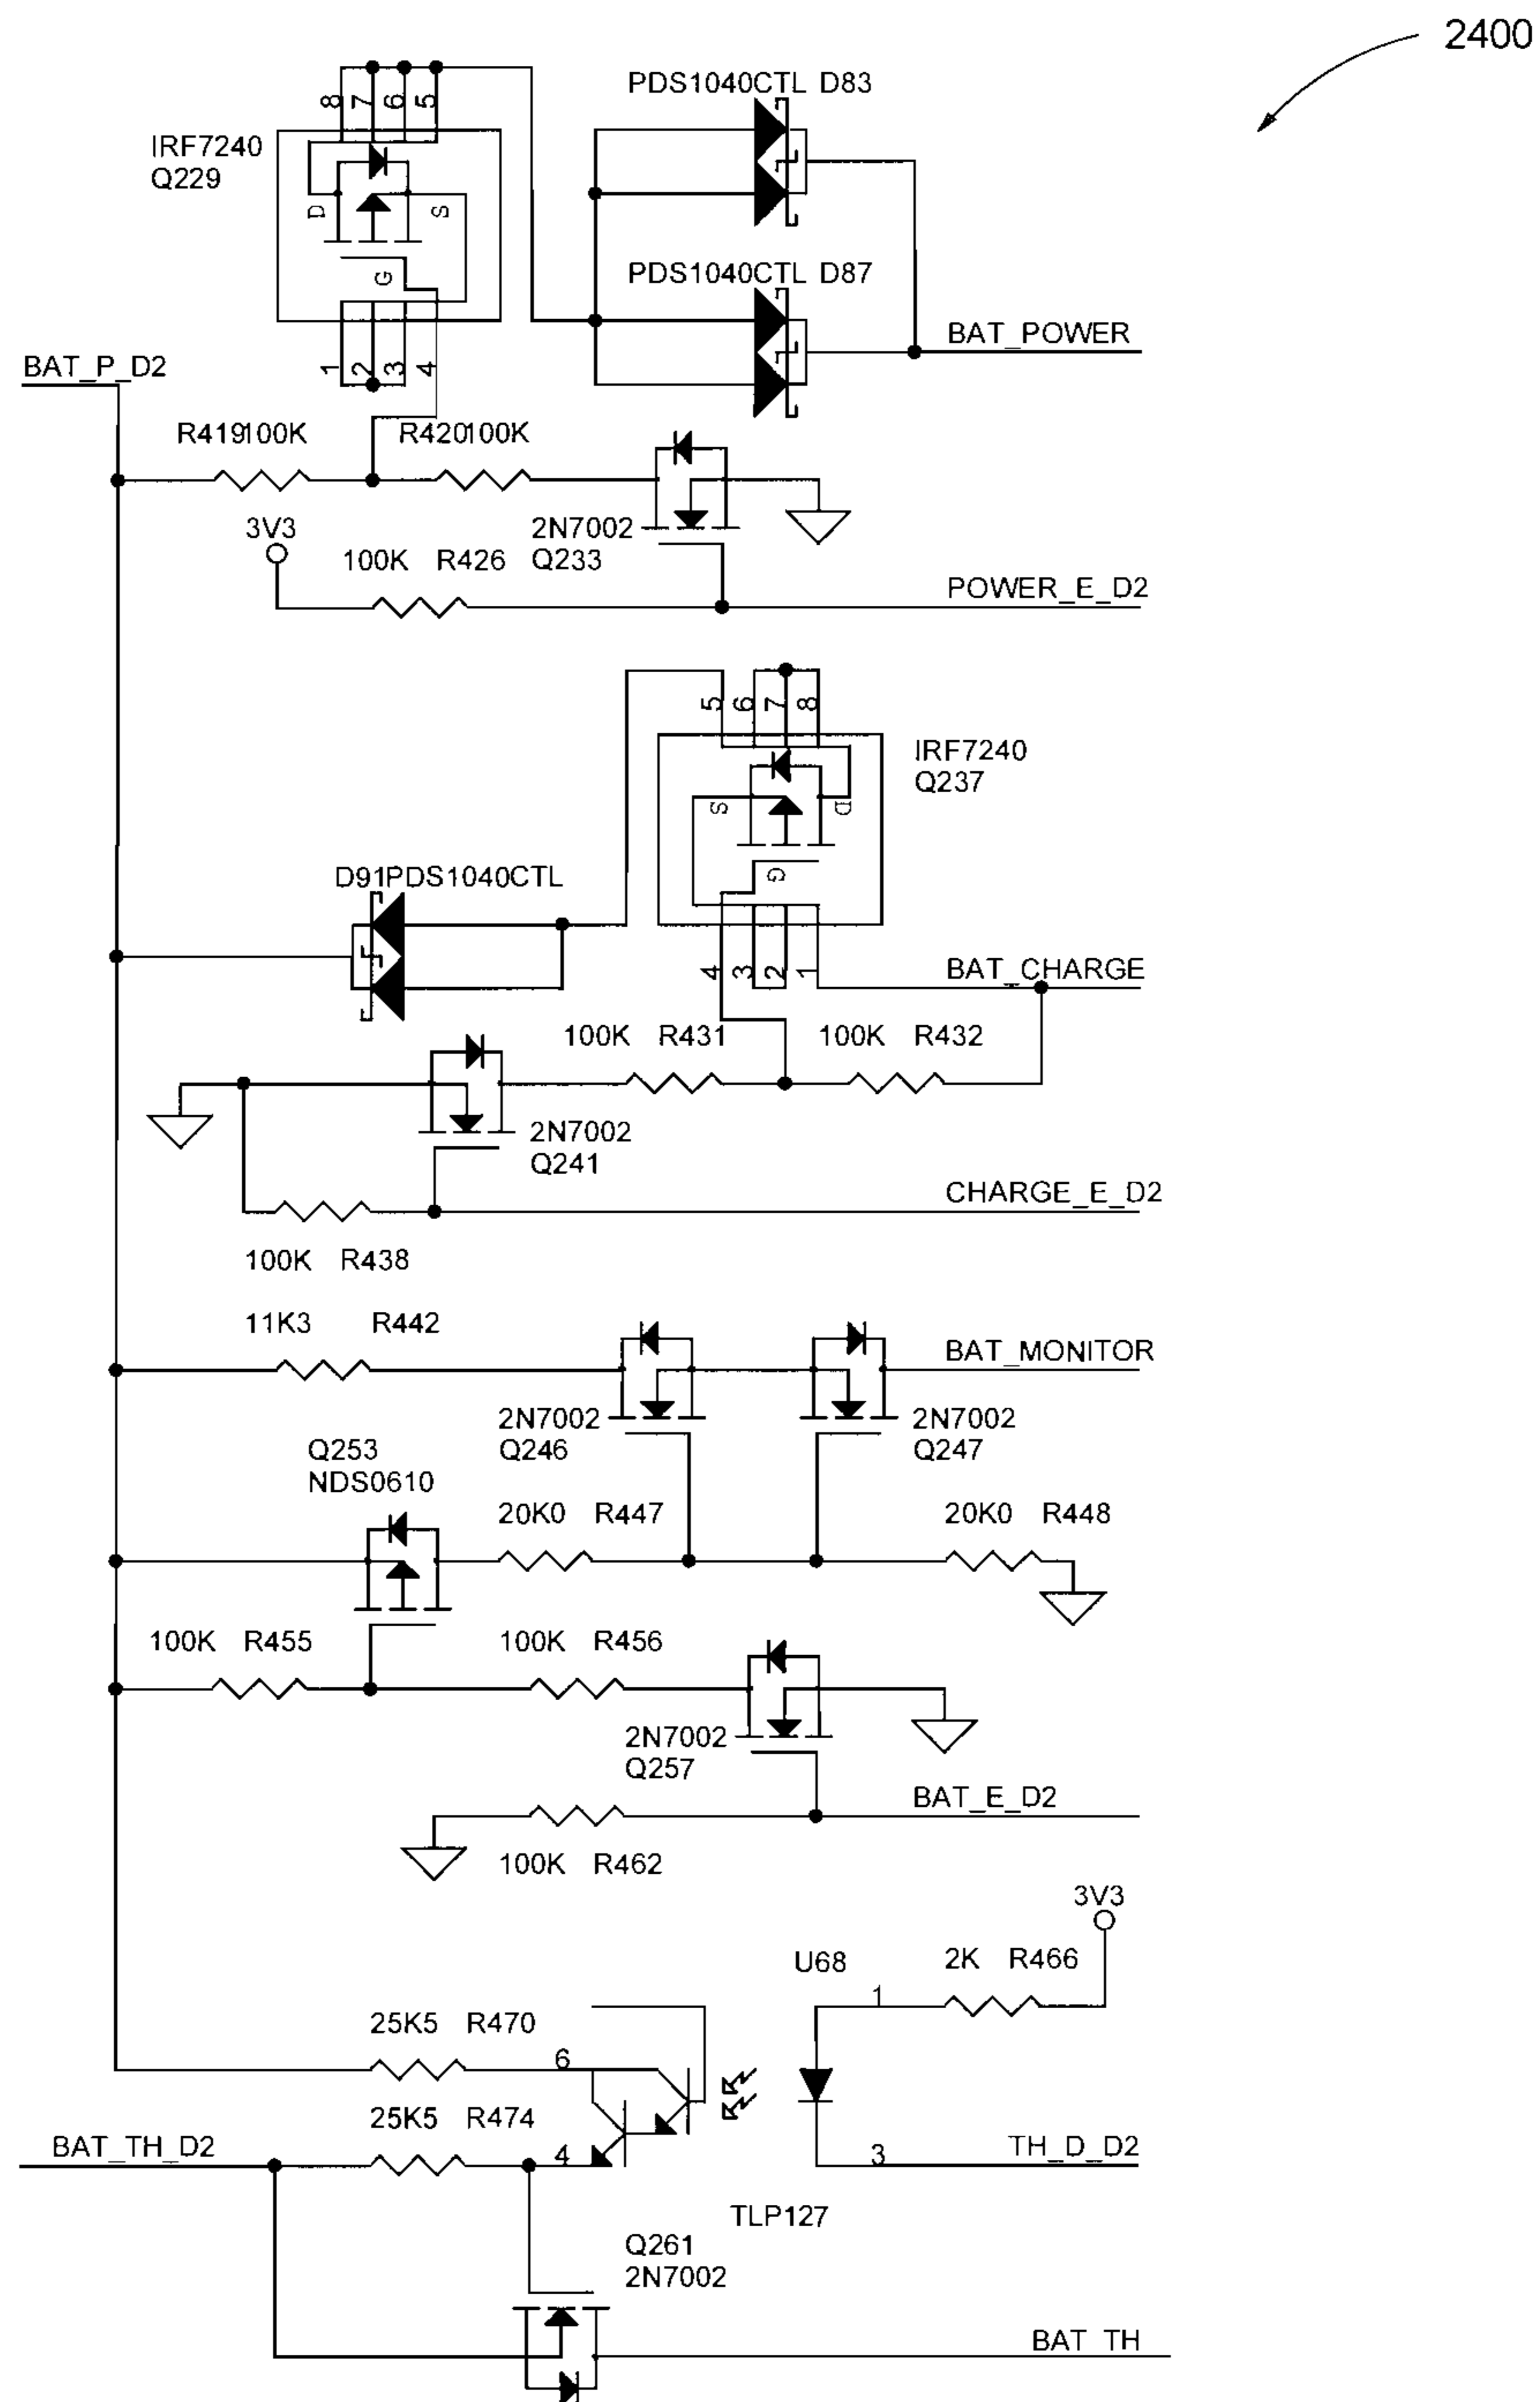 2400
PDS1040CTL D83
8 7 6 5
IRF7240
Q229
D
S
G
PDS1040CTL D87
BAT_POWER
1 2 3 4
BAT_P_D2
R419100K
R420100K
3V3
2N7002
Q233
100K R426
POWER_E_D2
5 6 7 8
IRF7240
Q237
S
D
G
D91PDS1040CTL
4 3 2 1
BAT_CHARGE
100K R431
100K R432
2N7002
Q241
CHARGE_E_D2
100K R438
11K3 R442
BAT_MONITOR
2N7002
Q246
2N7002
Q247
Q253
NDS0610
20K0 R447
20K0 R448
100K R455
100K R456
2N7002
Q257
BAT_E_D2
100K R462
3V3
U68
2K R466
1
25K5 R470
6
25K5 R474
BAT_TH_D2
4
3
TH_D_D2
TLP127
Q261
2N7002
BAT_TH